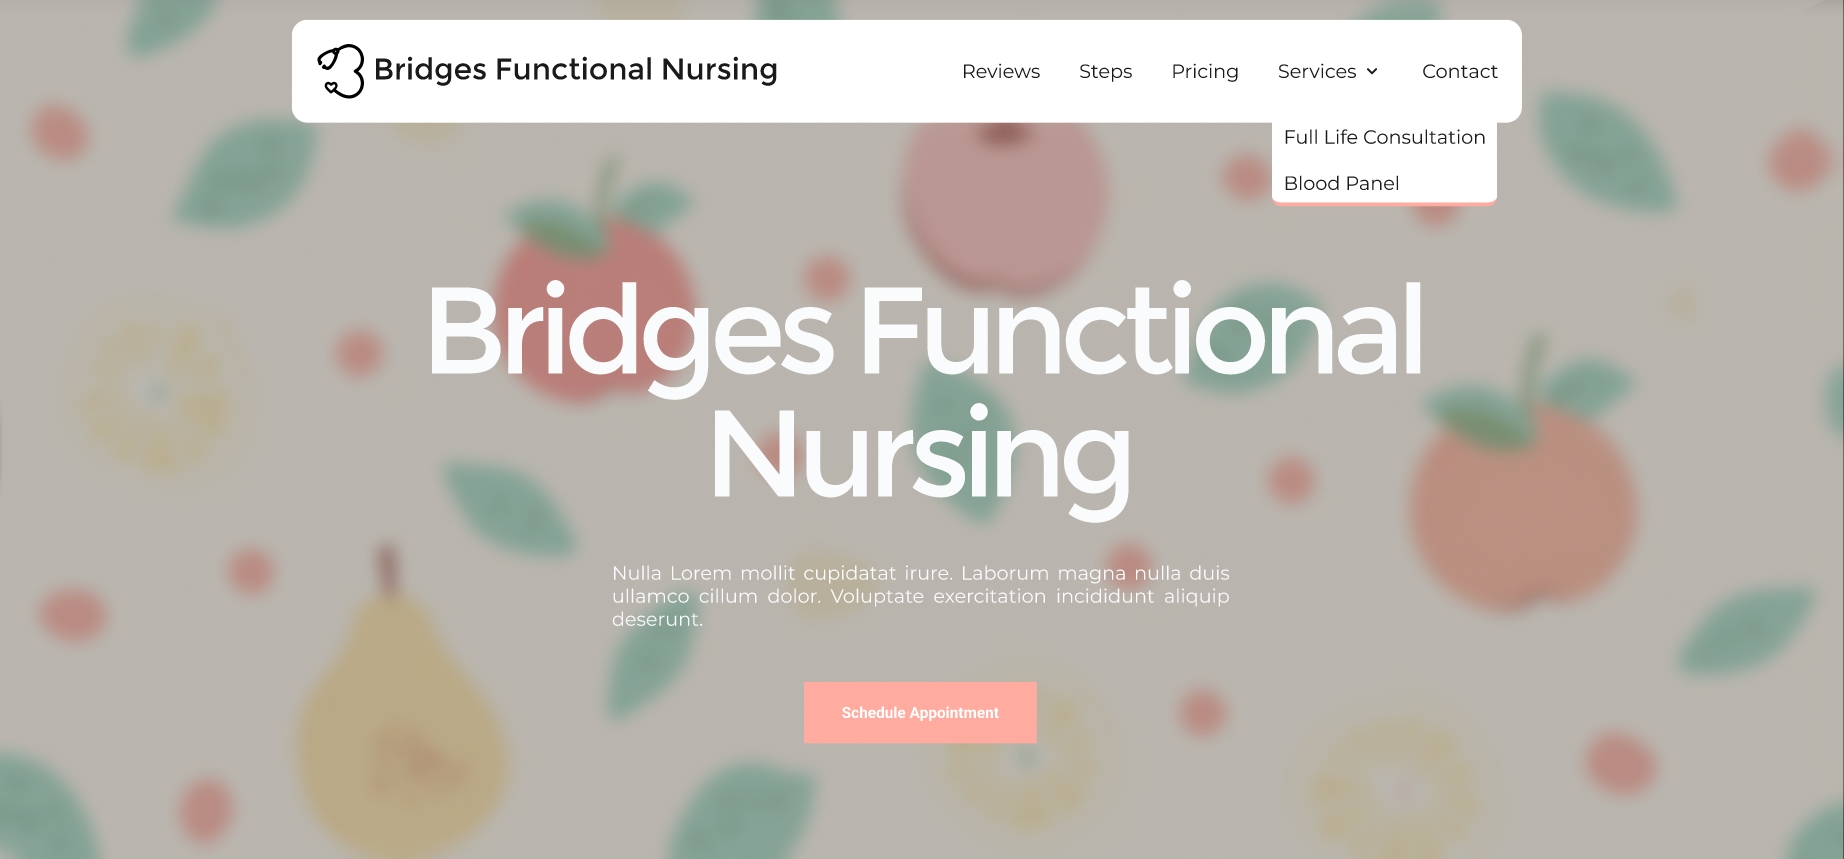 Bridges Functional Nursing
Reviews Steps Pricing Services Contact
Full Life Consultation
Blood Panel
Bridges Functional
Nursing
Nulla Lorem mollit cupidatat irure. Laborum magna nulla duis
ullamco cillum dolor. Voluptate exercitation incididunt aliquip
deserunt.
Schedule Appointment